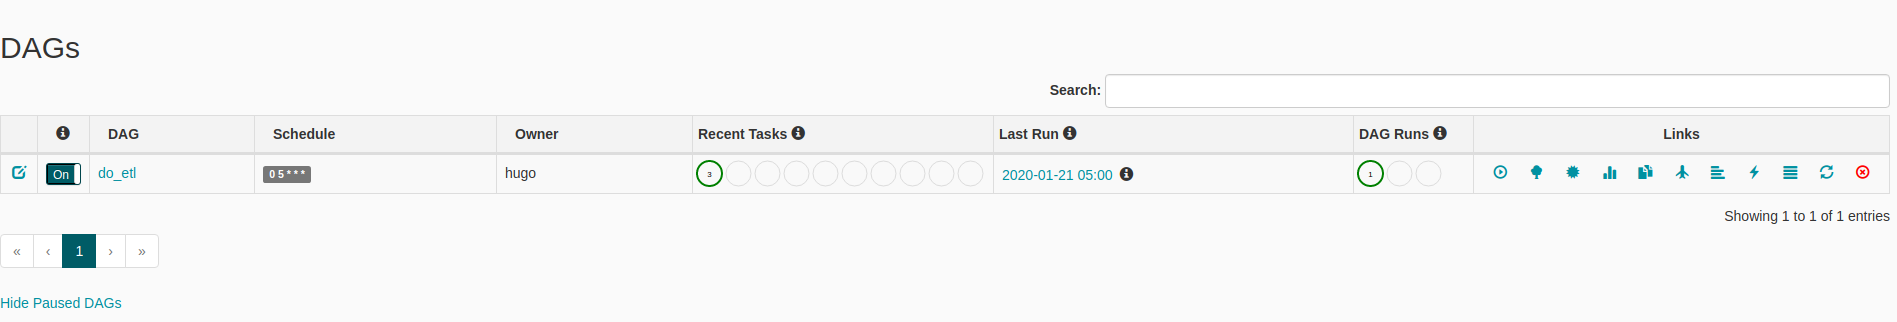 DAGs
Search:
DAG Schedule Owner Recent Tasks Last Run DAG Runs Links
On do_etl 0 5 * * * hugo 3 2020-01-21 05:00 1
Showing 1 to 1 of 1 entries
« ‹ 1 › »
Hide Paused DAGs